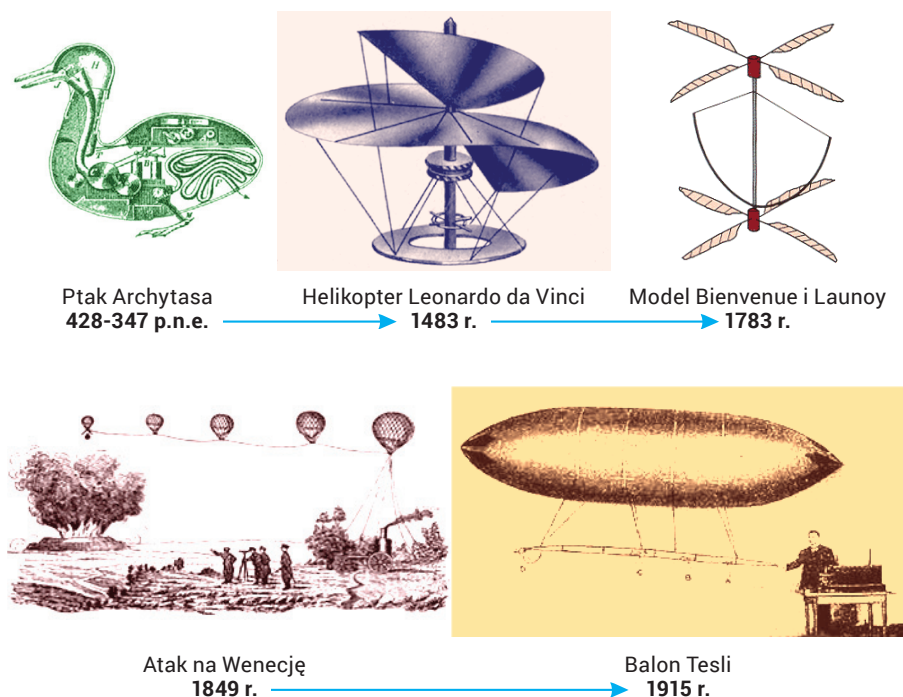 Ptak Archytasa
428-347 p.n.e.
Helikopter Leonardo da Vinci
1483 r.
Model Bienvenue i Launoy
1783 r.
Atak na Wenecję
1849 r.
Balon Tesli
1915 r.